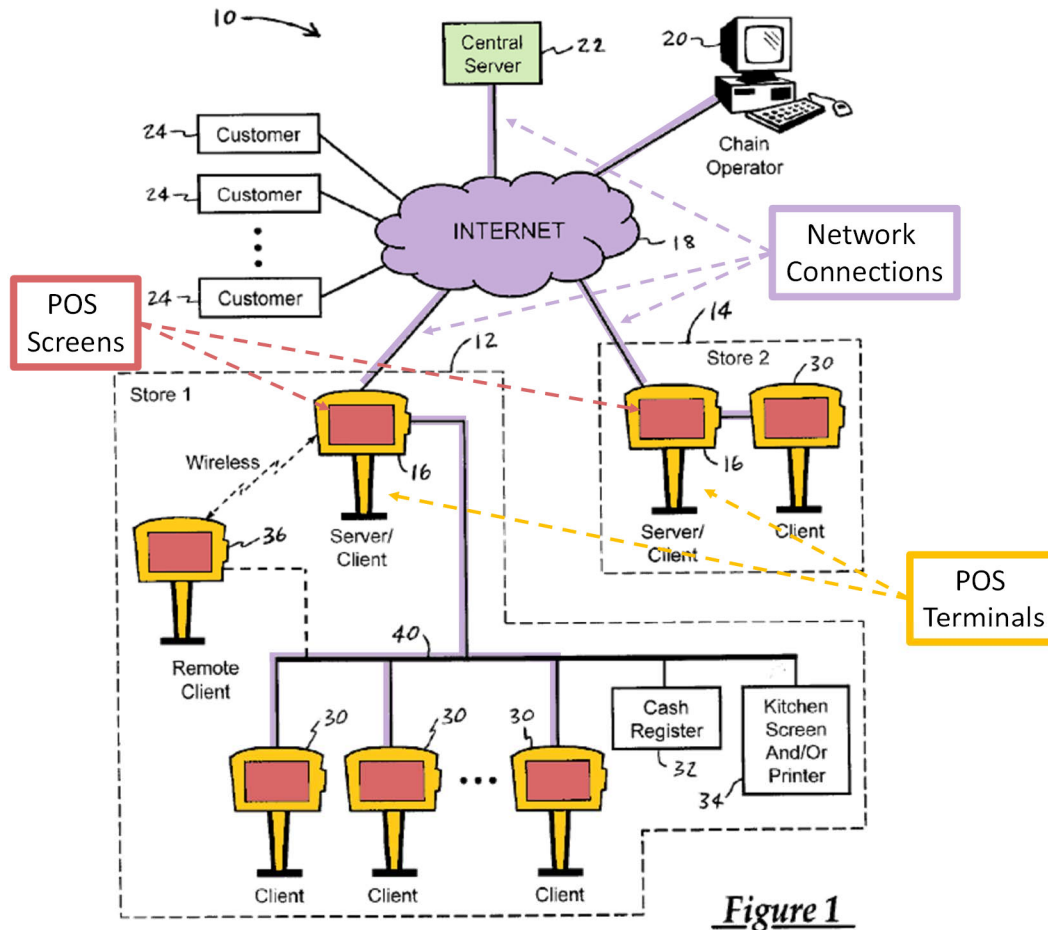 10
Central
Server
22
20
Chain
Operator
24
Customer
24
Customer
24
Customer
INTERNET
18
Network
Connections
POS
Screens
12
14
Store 1
Store 2
30
16
16
Wireless
Server/
Client
Server/
Client
Client
36
Remote
Client
POS
Terminals
40
30
30
30
Cash
Register
32
Kitchen
Screen
And/Or
Printer
34
Client
Client
Client
Figure 1